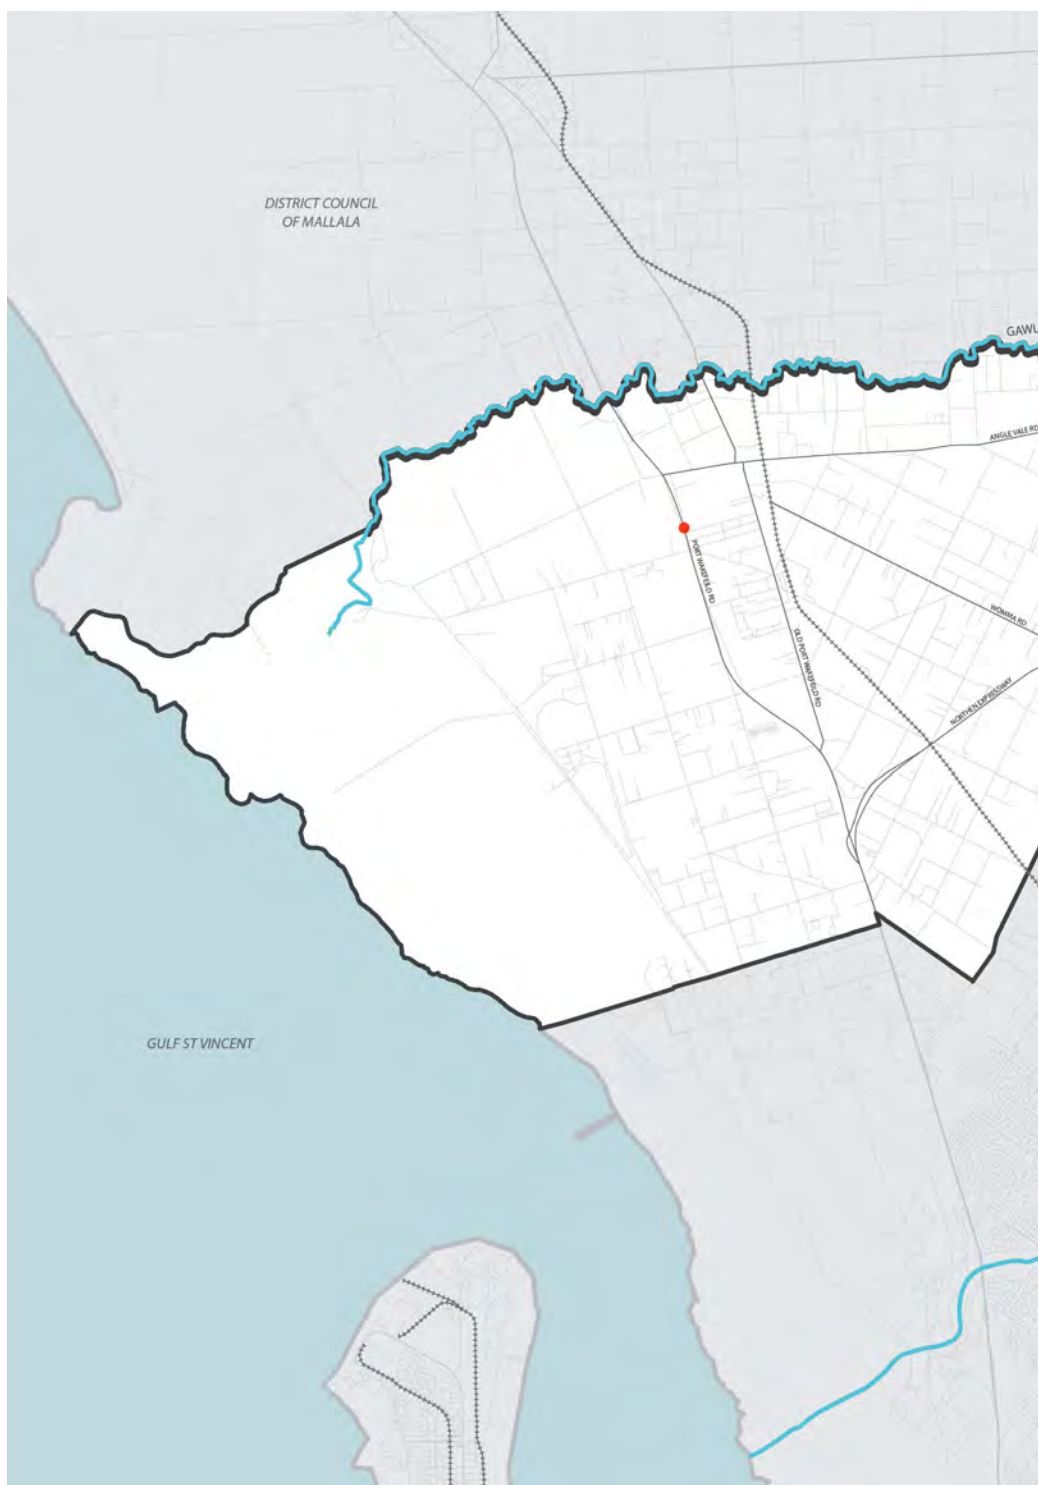 DISTRICT COUNCIL
OF MALLALA
GAWL
ANGLE VALE RD
PORT WAKEFIELD RD
WOMMA RD
OLD PORT WAKEFIELD RD
NORTHEN EXPRESSWAY
GULF ST VINCENT